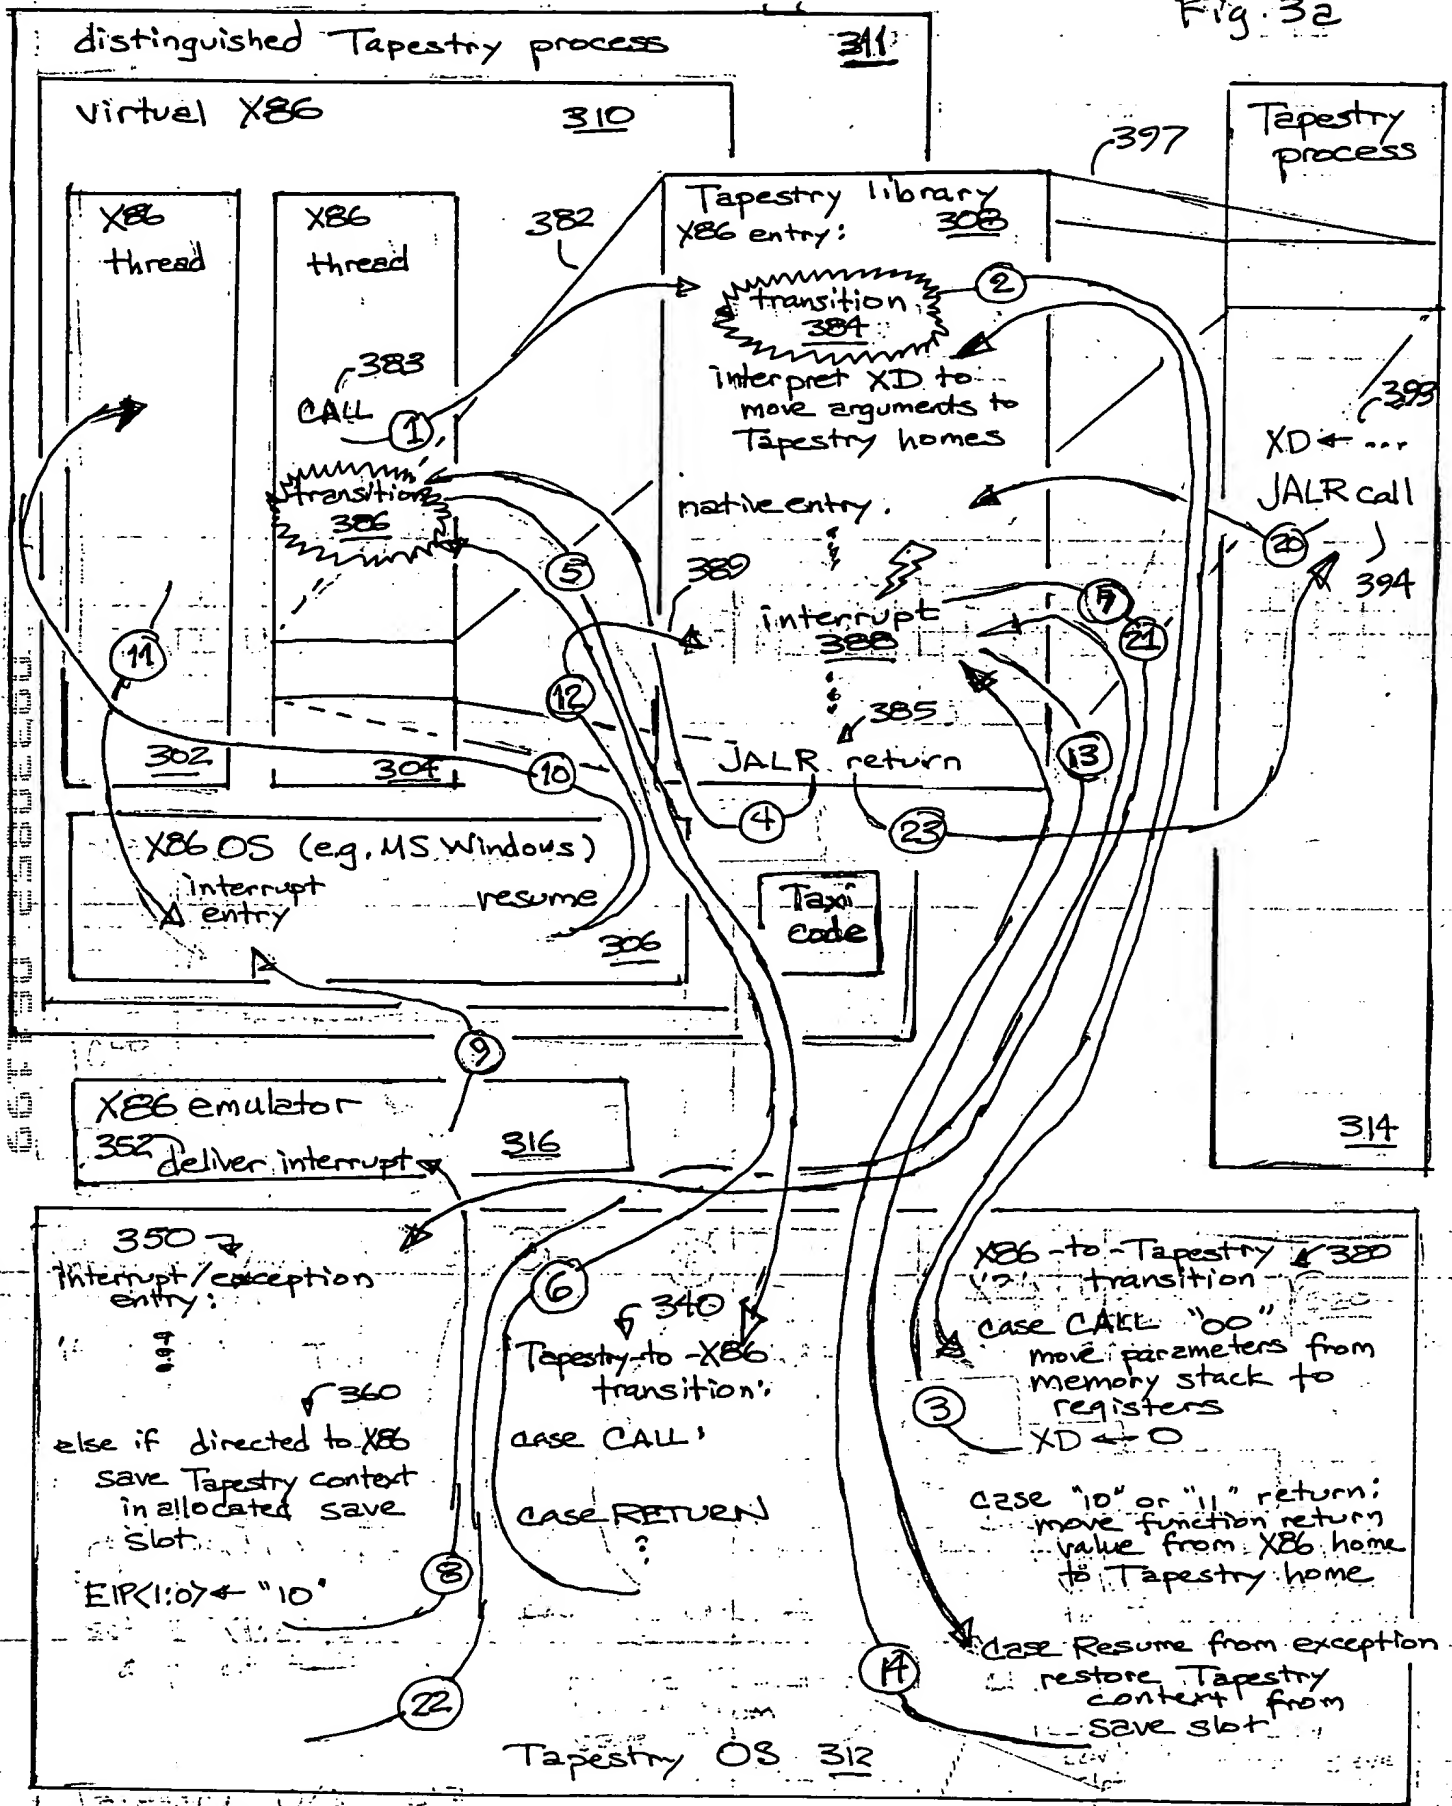 Fig. 3a
distinguished Tapestry process 311
virtual X86 310
397
Tapestry
process
X86
thread
X86
thread
382
Tapestry library
X86 entry: 308
2
transition
384
383
CALL
1
interpret XD to
move arguments to
Tapestry homes
393
XD ← ...
JALR call
20
394
transition
386
native entry.
5
389
interrupt
388
7
21
11
12
385
13
302
304
10
JALR return
4
23
X86 OS (e.g. MS Windows)
interrupt
entry
resume
306
Taxi
code
9
X86 emulator
352 deliver interrupt
316
314
350
interrupt/exception
entry:
6
340
Tapestry-to-X86
transition:
X86-to-Tapestry 380
transition
case CALL "00"
move parameters from
memory stack to
registers
3
XD ← 0
360
else if directed to X86
save Tapestry context
in allocated save
slot
EIP<1:0> ← "10"
8
case CALL:
case RETURN
case "10" or "11" return:
move function return
value from X86 home
to Tapestry home
case Resume from exception
restore Tapestry
context from
save slot
14
22
Tapestry OS 312